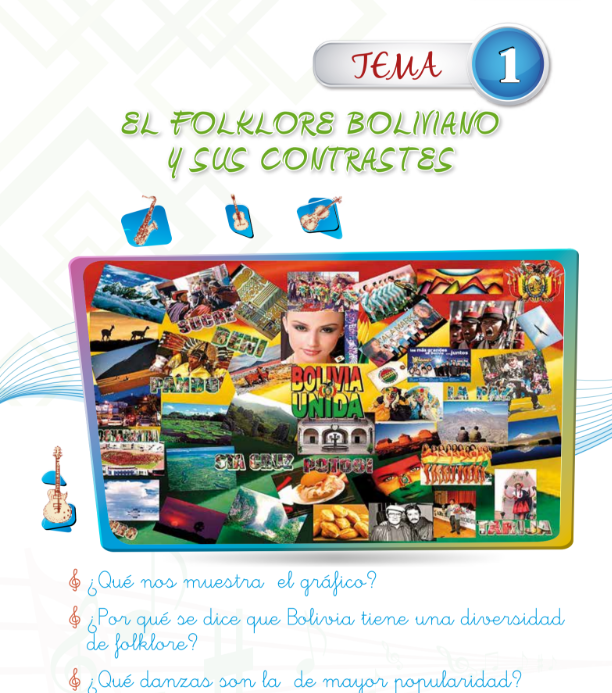 TEMA 1
EL FOLKLORE BOLIVIANO
Y SUS CONTRASTES
SUCRE
BENI
PANDO
BOLIVIA
UNIDA
LA PAZ
STA CRUZ
POTOSI
TARIJA
¿Qué nos muestra el gráfico?
¿Por qué se dice que Bolivia tiene una diversidad
de folklore?
¿Qué danzas son la de mayor popularidad?